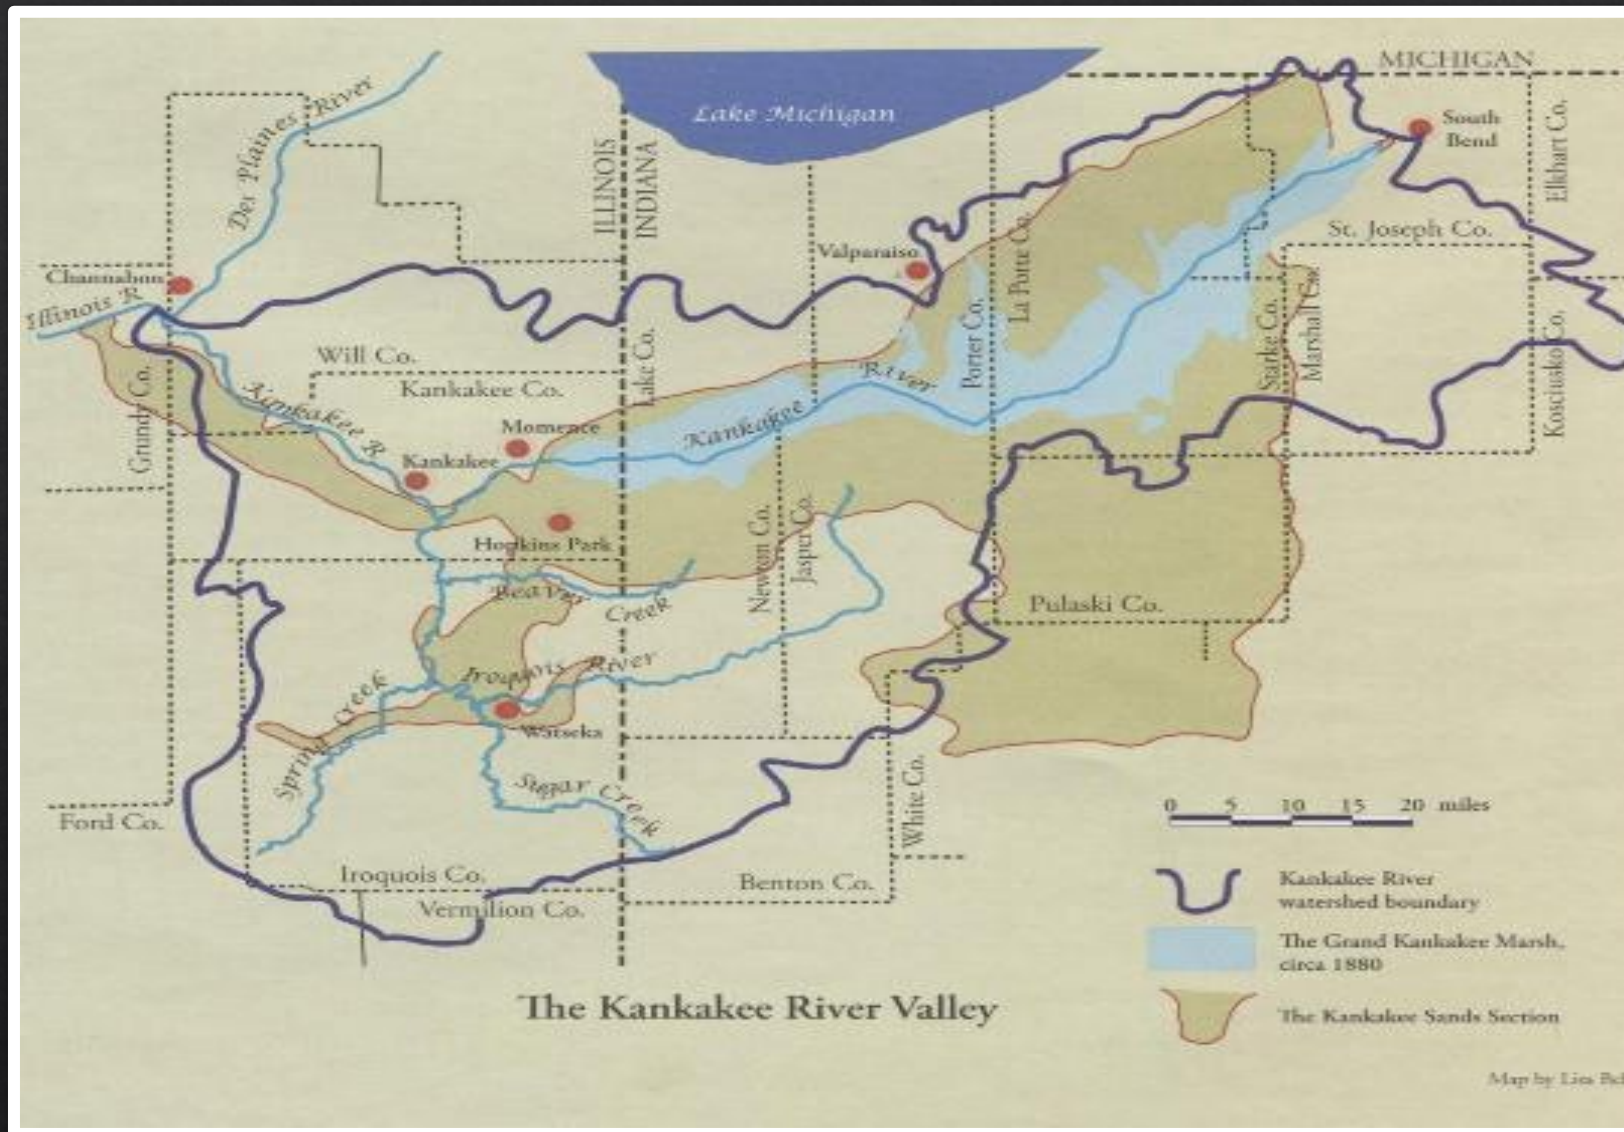 MICHIGAN
Des Plaines River
Lake Michigan
South
Bend
Elkhart Co.
ILLINOIS
INDIANA
St. Joseph Co.
Valparaiso
La Porte Co.
Channahon
Illinois R.
Porter Co.
Starke Co.
Marshall Co.
Kosciusko Co.
Will Co.
Lake Co.
Kankakee Co.
Grundy Co.
Kankakee R.
Kankakee River
Momence
Kankakee
Hopkins Park
Newton Co.
Jasper Co.
Beaver Creek
Pulaski Co.
Iroquois River
Spring Creek
Watseka
Sugar Creek
Ford Co.
White Co.
0 5 10 15 20 miles
Iroquois Co.
Benton Co.
Vermilion Co.
Kankakee River
watershed boundary
The Grand Kankakee Marsh,
circa 1880
The Kankakee River Valley
The Kankakee Sands Section
Map by Lisa